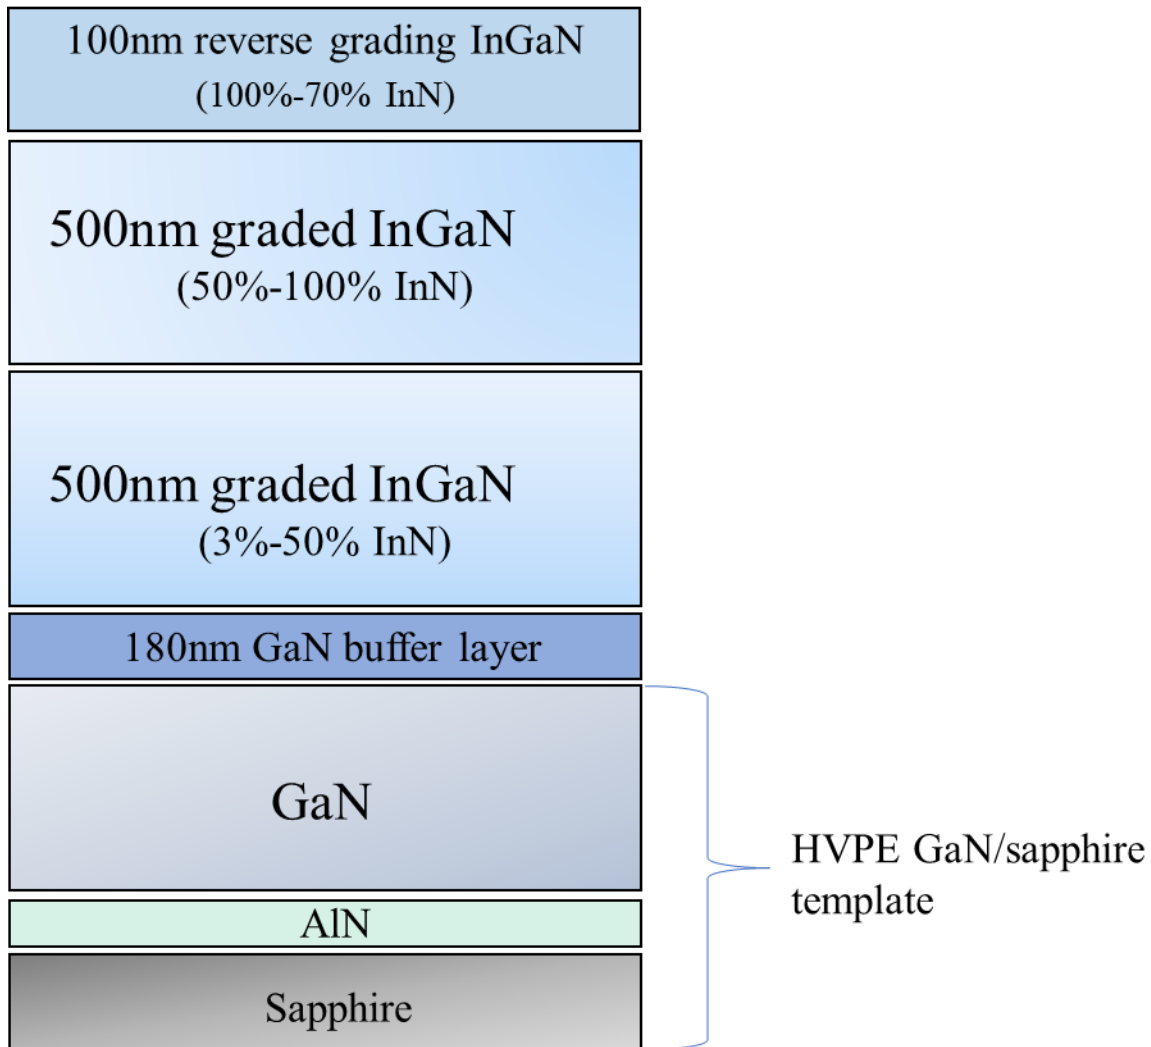 100nm reverse grading InGaN
(100%-70% InN)
500nm graded InGaN
(50%-100% InN)
500nm graded InGaN
(3%-50% InN)
180nm GaN buffer layer
GaN
HVPE GaN/sapphire
template
AlN
Sapphire